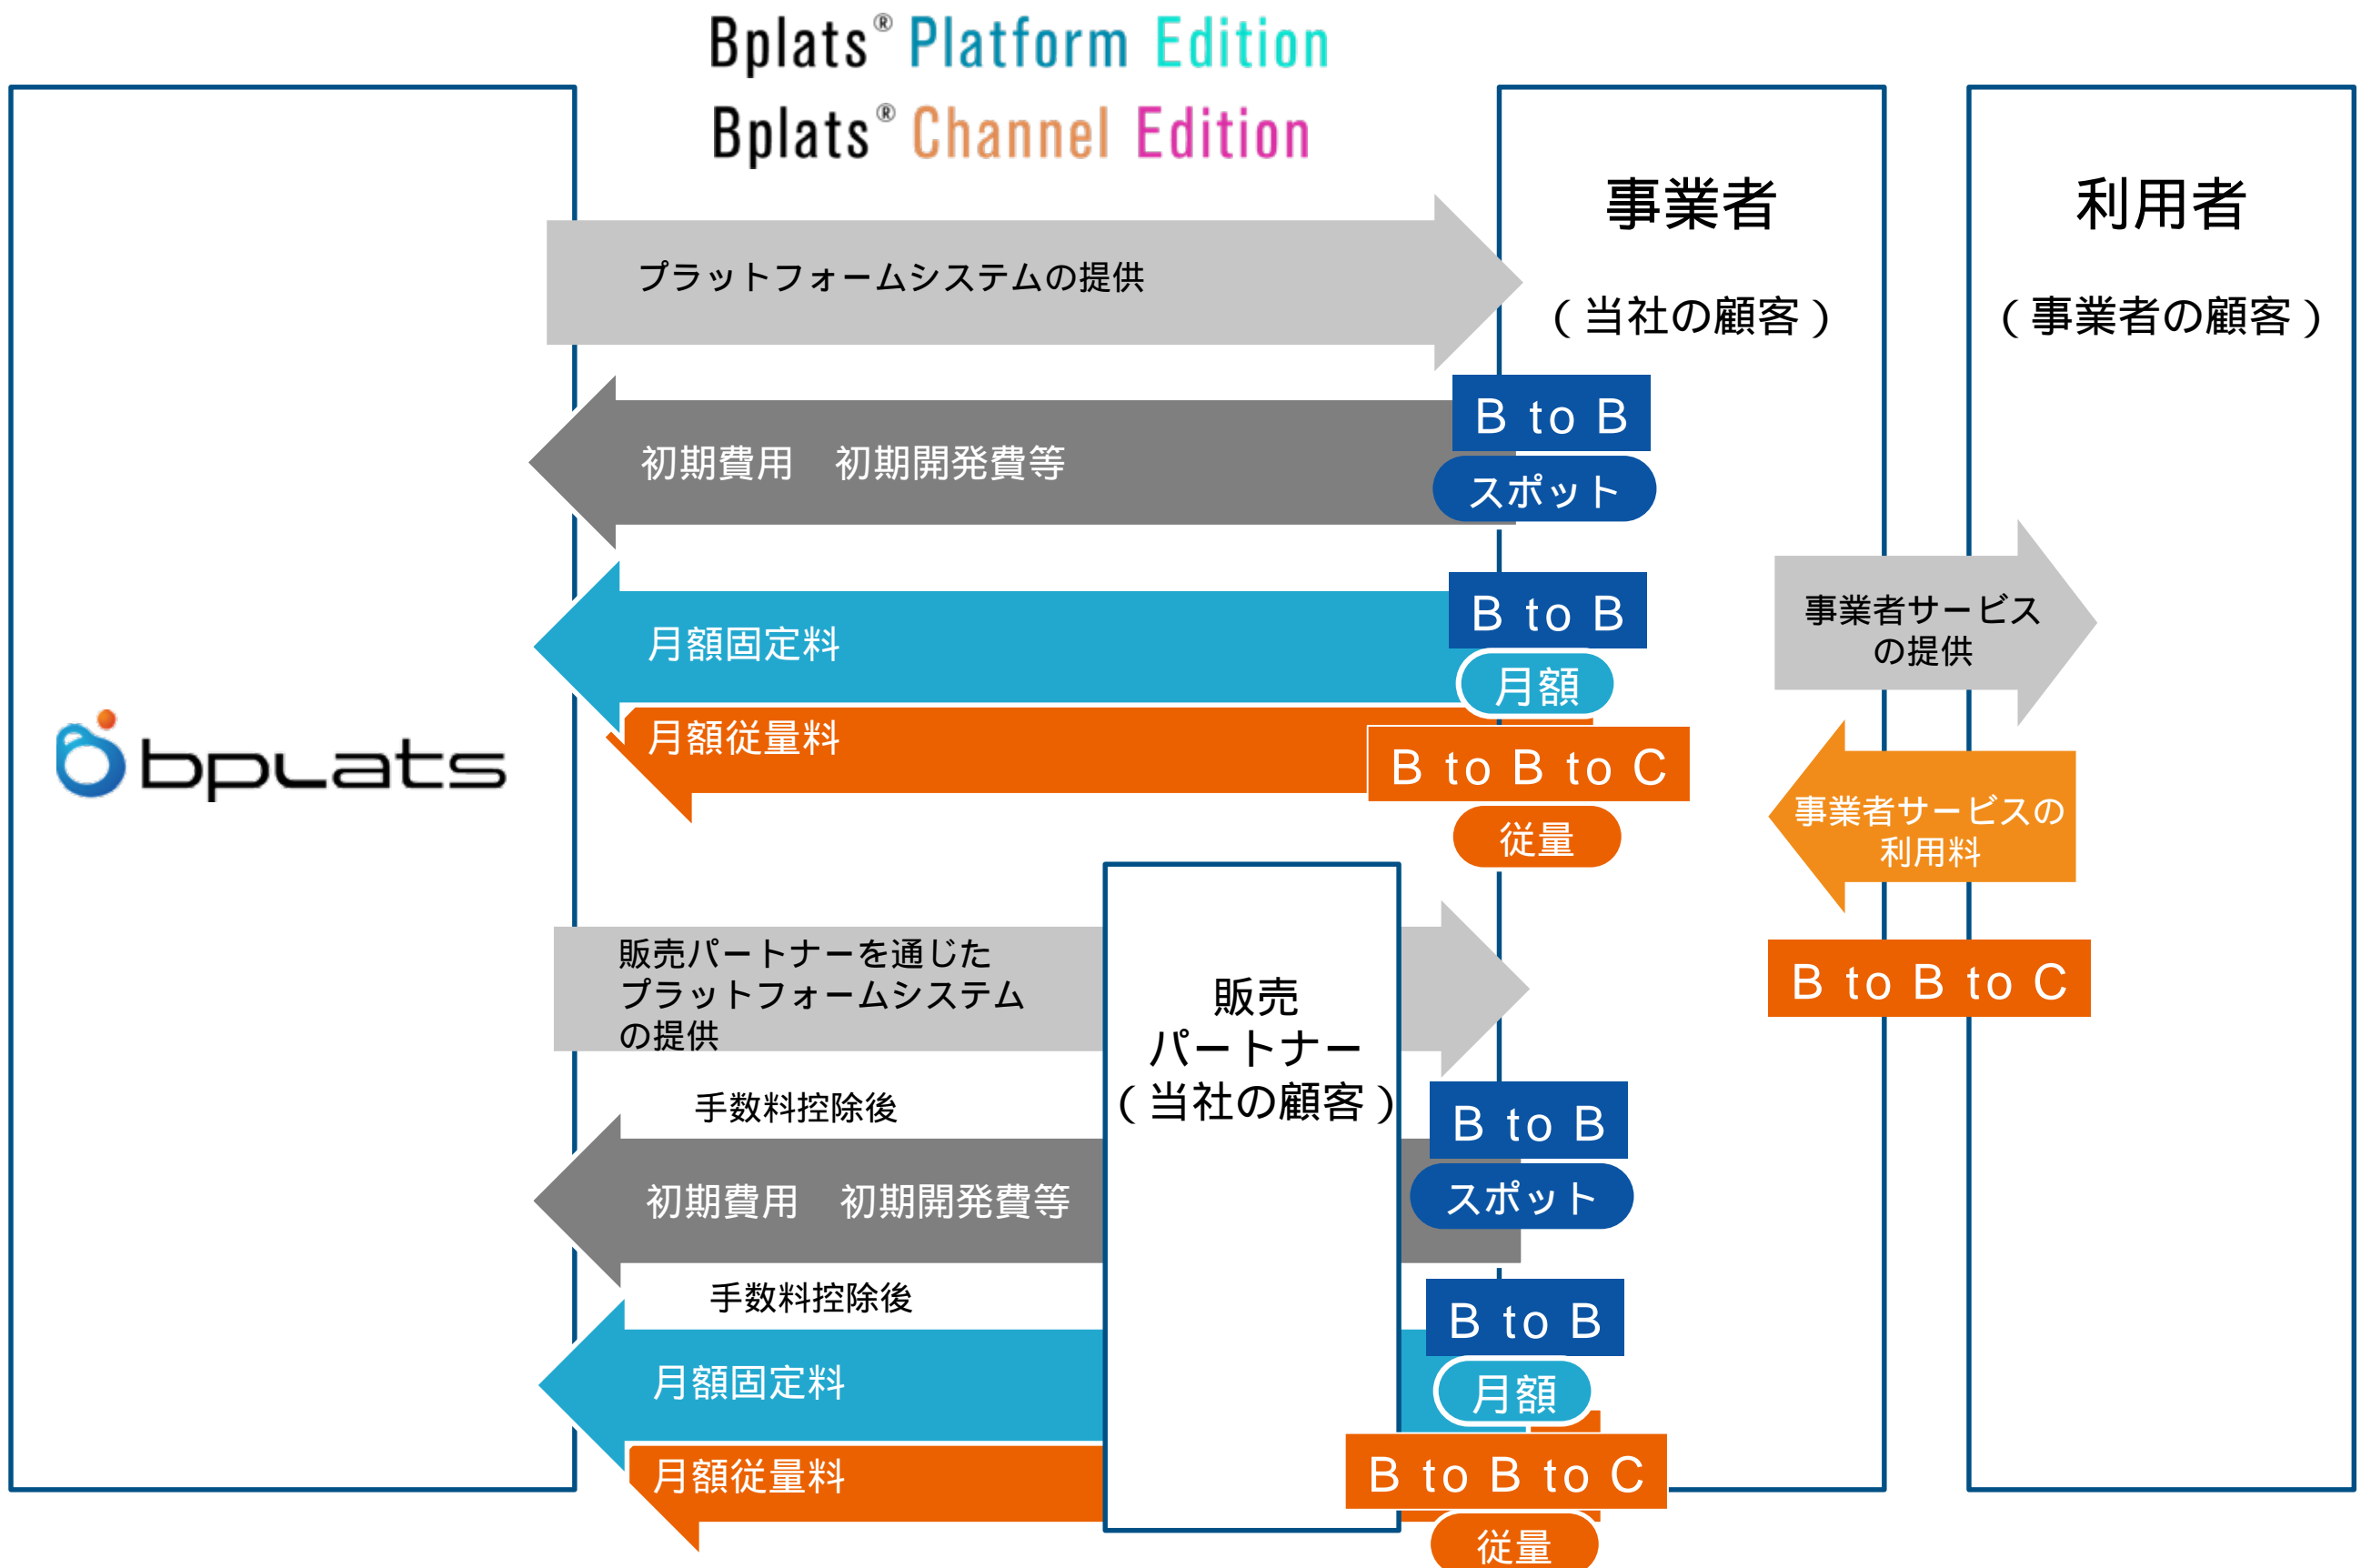 Bplats® Platform Edition
Bplats® Channel Edition
事業者
（当社の顧客）
利用者
（事業者の顧客）
プラットフォームシステムの提供
初期費用　初期開発費等
B to B
スポット
月額固定料
B to B
月額
月額従量料
B to B to C
従量
事業者サービス
の提供
事業者サービスの
利用料
B to B to C
bplats
販売パートナーを通じた
プラットフォームシステム
の提供
販売
パートナー
（当社の顧客）
手数料控除後
初期費用　初期開発費等
B to B
スポット
手数料控除後
月額固定料
B to B
月額
月額従量料
B to B to C
従量